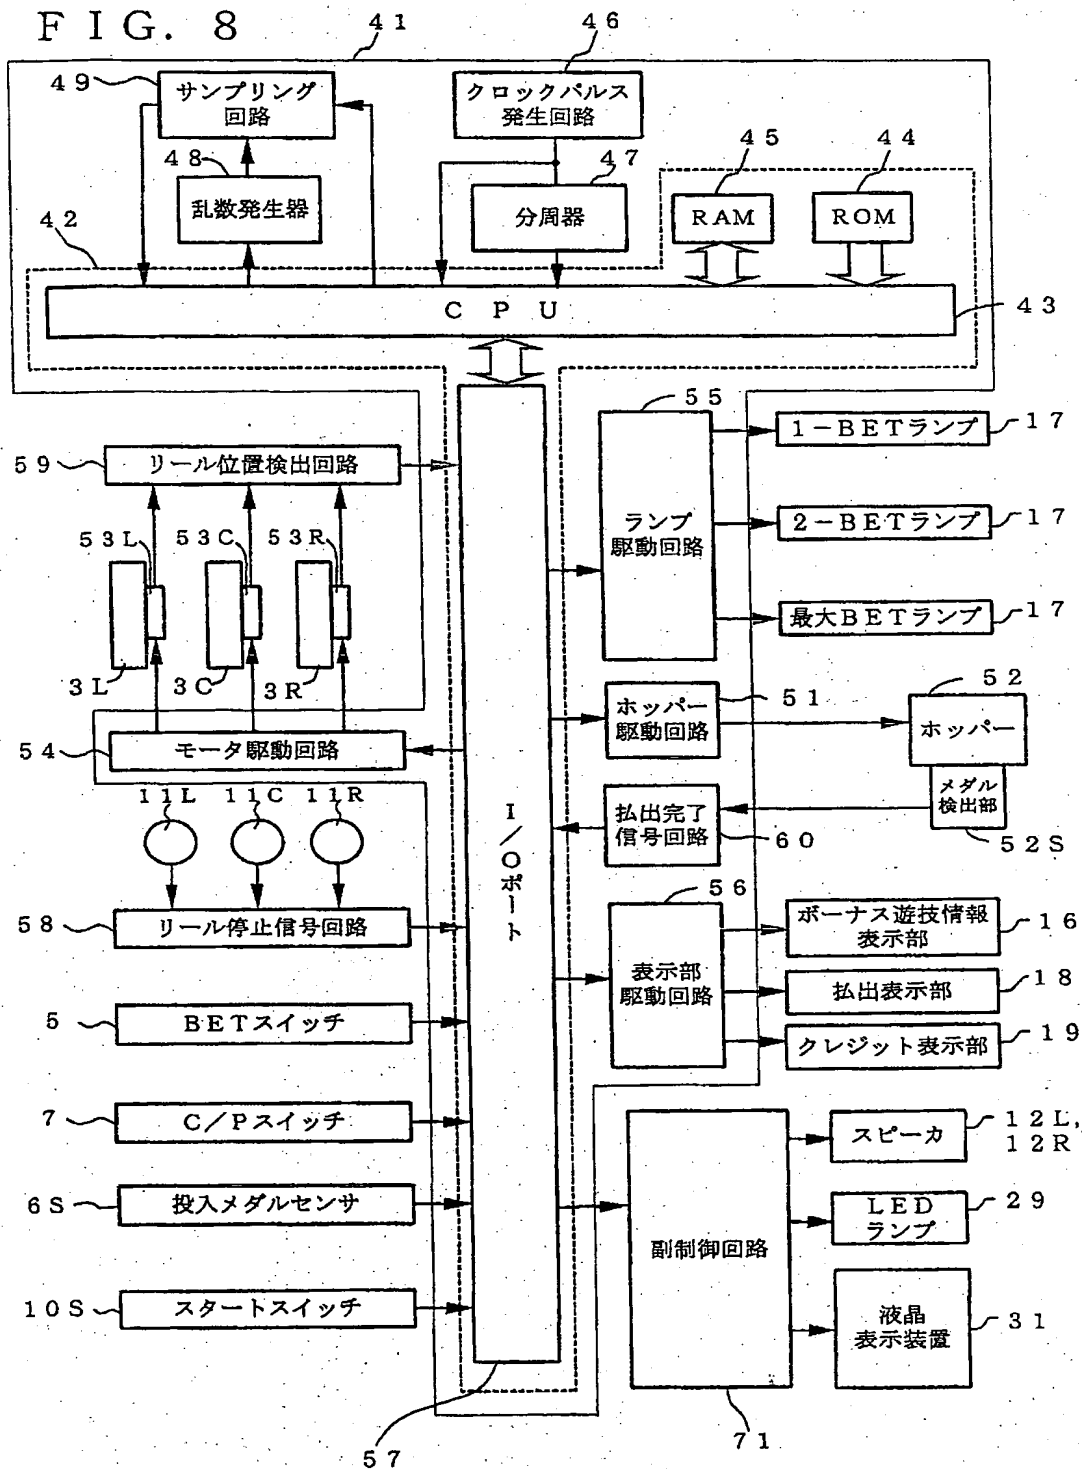 FIG. 8
41
46
49
サンプリング
回路
クロックパルス
発生回路
48
47
45
44
乱数発生器
分周器
RAM
ROM
42
CPU
43
55
1-BETランプ
17
59
リール位置検出回路
ランプ
駆動回路
2-BETランプ
17
53L
53C
53R
最大BETランプ
17
3L
3C
3R
51
52
ホッパー
駆動回路
ホッパー
54
モータ駆動回路
メダル
検出部
11L
11C
11R
I/Oポート
払出完了
信号回路
60
52S
56
58
リール停止信号回路
ボーナス遊技情報
表示部
16
表示部
駆動回路
払出表示部
18
5
BETスイッチ
クレジット表示部
19
7
C/Pスイッチ
スピーカ
12L,
12R
6S
投入メダルセンサ
LED
ランプ
29
副制御回路
10S
スタートスイッチ
液晶
表示装置
31
57
71